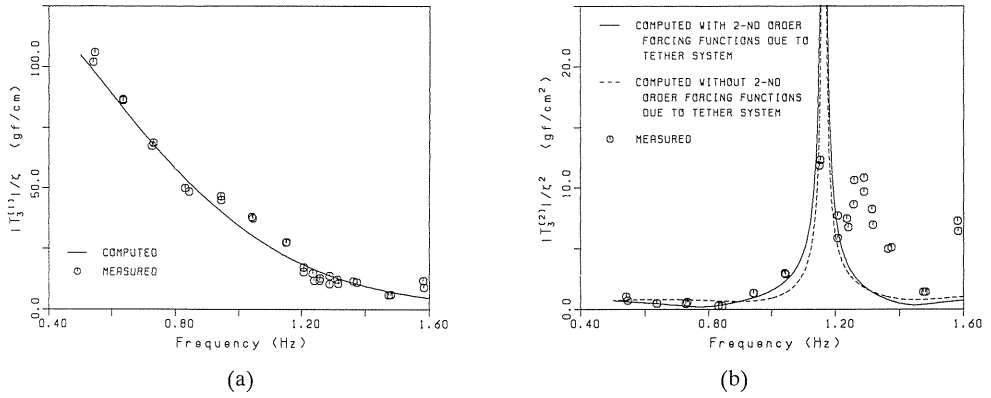 |T₃⁽¹⁾|/ζ (gf/cm)
100.0
50.0
0.0
COMPUTED
MEASURED
0.40 0.80 1.20 1.60
Frequency (Hz)
(a)
|T₃⁽²⁾|/ζ² (gf/cm²)
20.0
10.0
0.0
COMPUTED WITH 2-NO ORDER
FORCING FUNCTIONS DUE TO
TETHER SYSTEM
COMPUTED WITHOUT 2-NO
ORDER FORCING FUNCTIONS
DUE TO TETHER SYSTEM
MEASURED
0.40 0.80 1.20 1.60
Frequency (Hz)
(b)